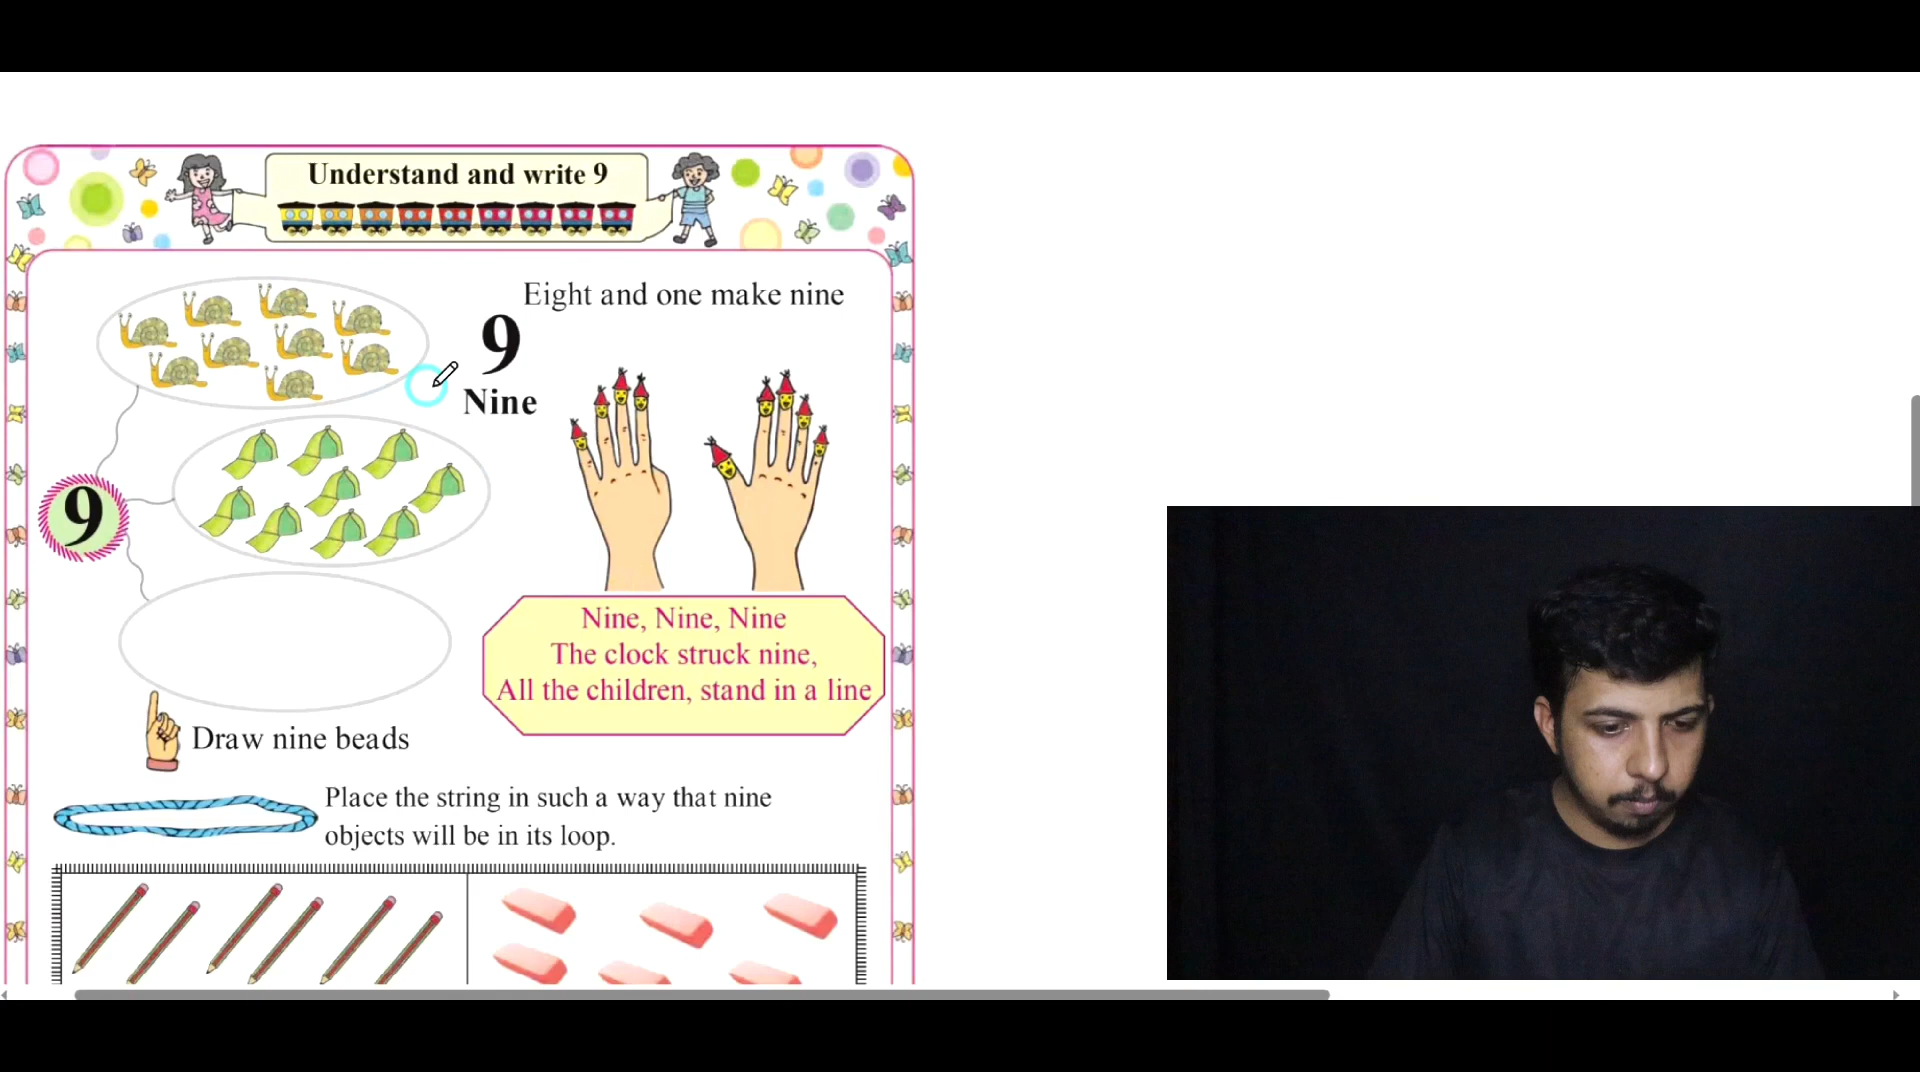 Understand and write 9
Eight and one make nine
9
Nine
9
Nine, Nine, Nine
The clock struck nine,
All the children, stand in a line
Draw nine beads
Place the string in such a way that nine
objects will be in its loop.